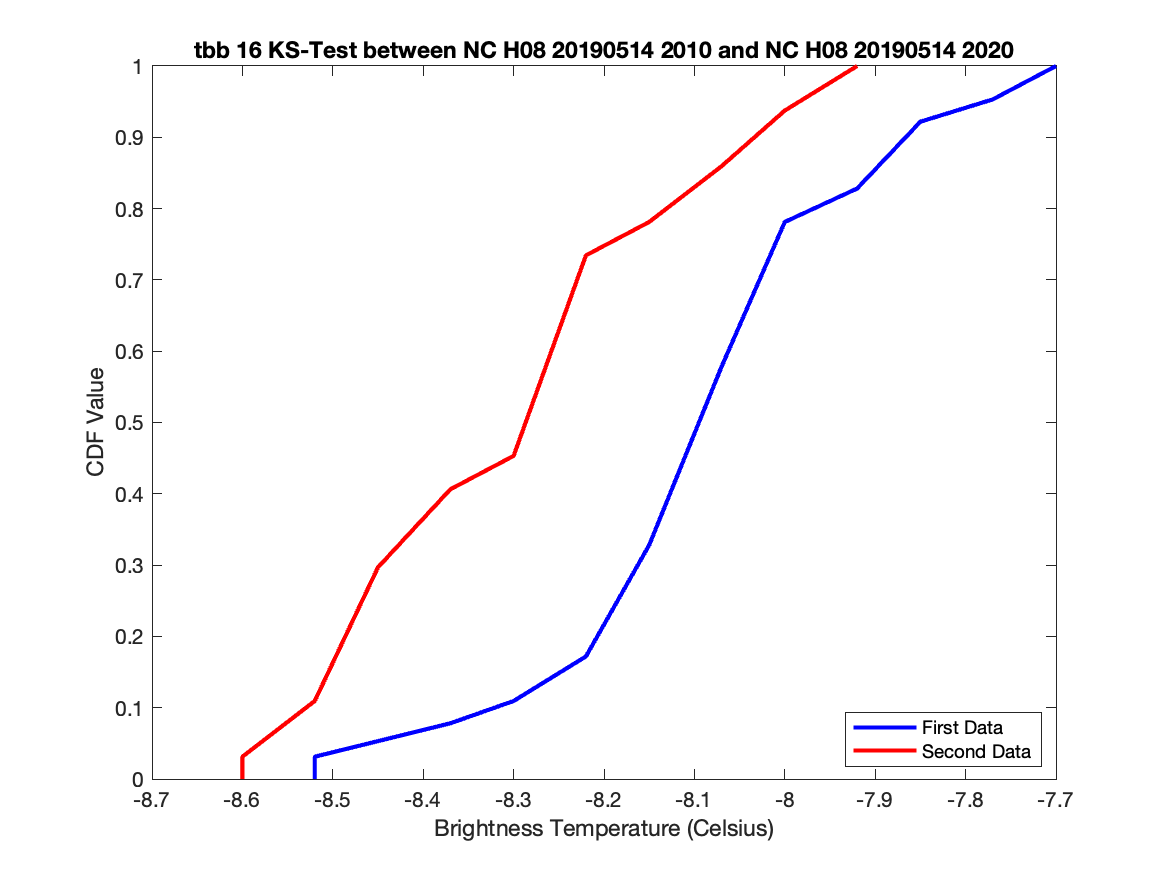 tbb 16 KS-Test between NC H08 20190514 2010 and NC H08 20190514 2020
1
0.9
0.8
0.7
0.6
0.5
0.4
0.3
0.2
0.1
0
CDF Value
First Data
Second Data
-8.7 -8.6 -8.5 -8.4 -8.3 -8.2 -8.1 -8 -7.9 -7.8 -7.7
Brightness Temperature (Celsius)